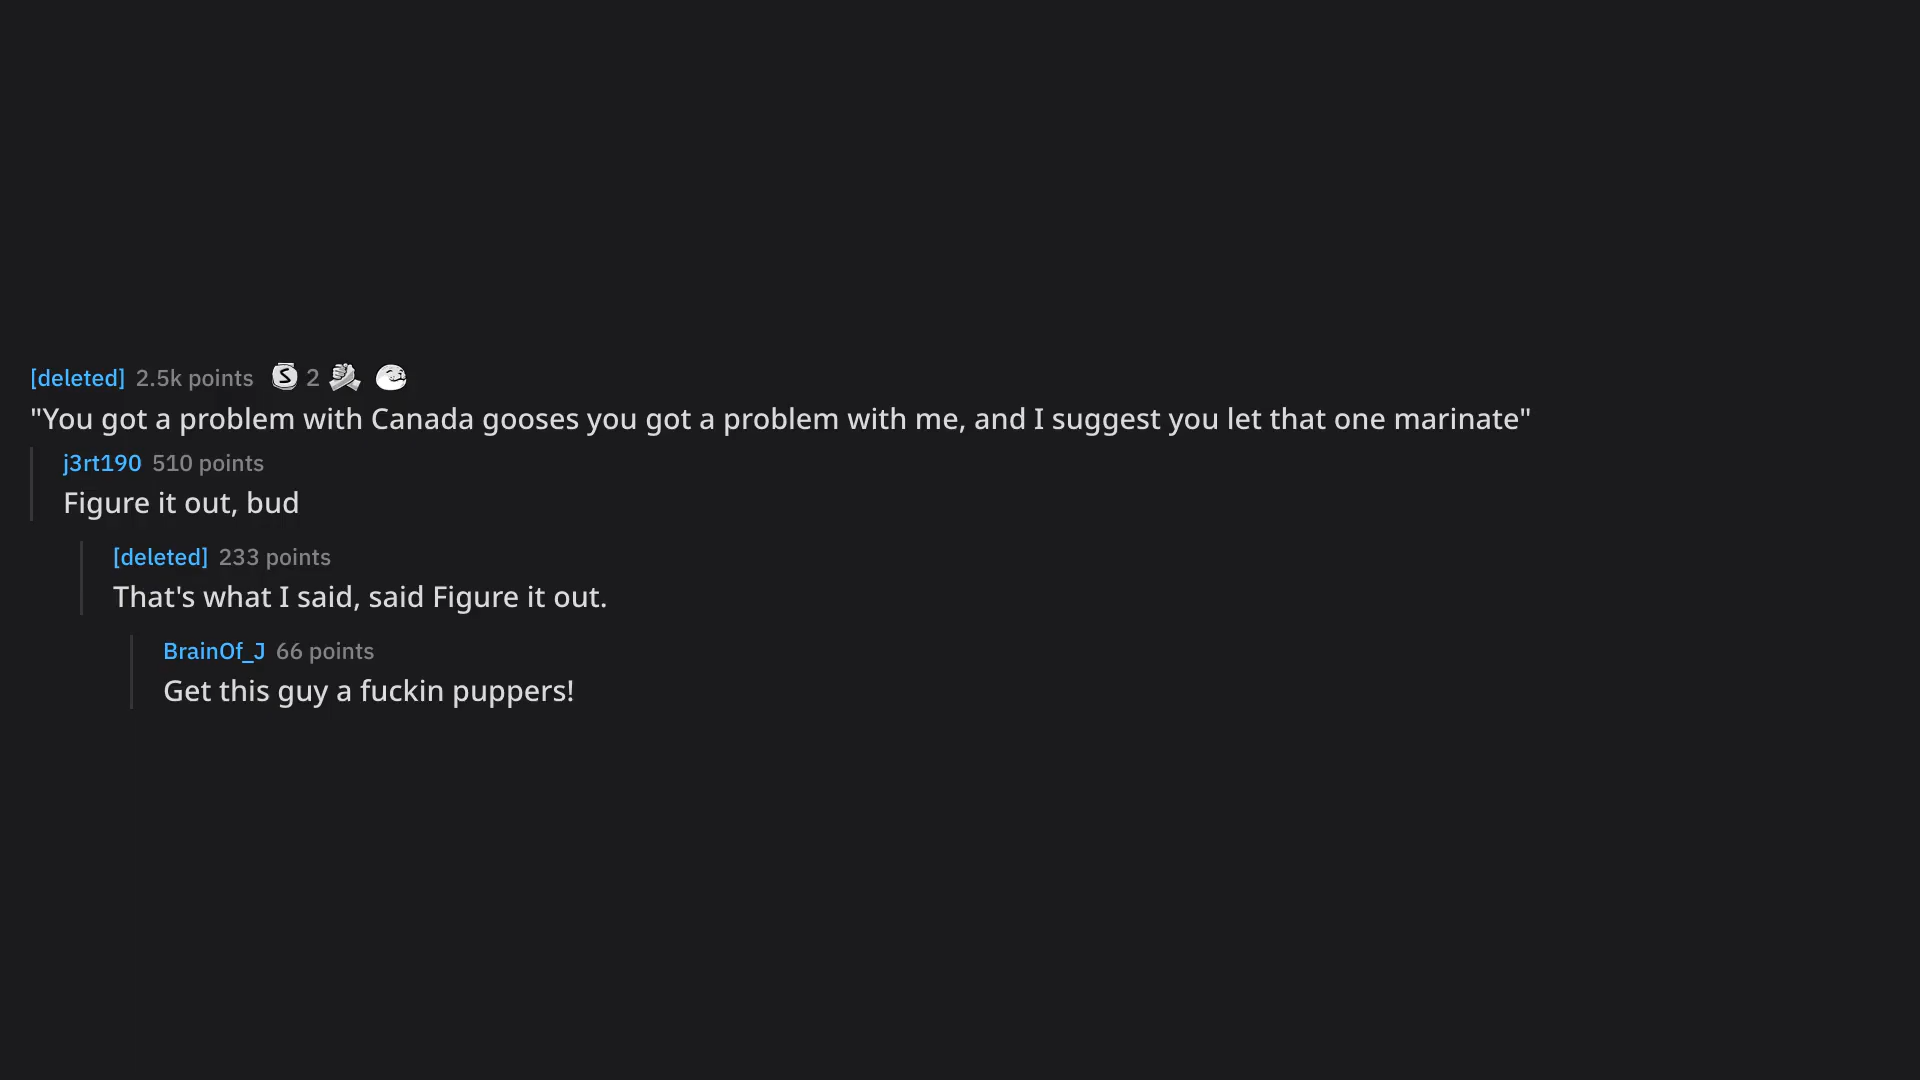 [deleted] 2.5k points S 2
"You got a problem with Canada gooses you got a problem with me, and I suggest you let that one marinate"
j3rt190 510 points
Figure it out, bud
[deleted] 233 points
That's what I said, said Figure it out.
BrainOf_J 66 points
Get this guy a fuckin puppers!